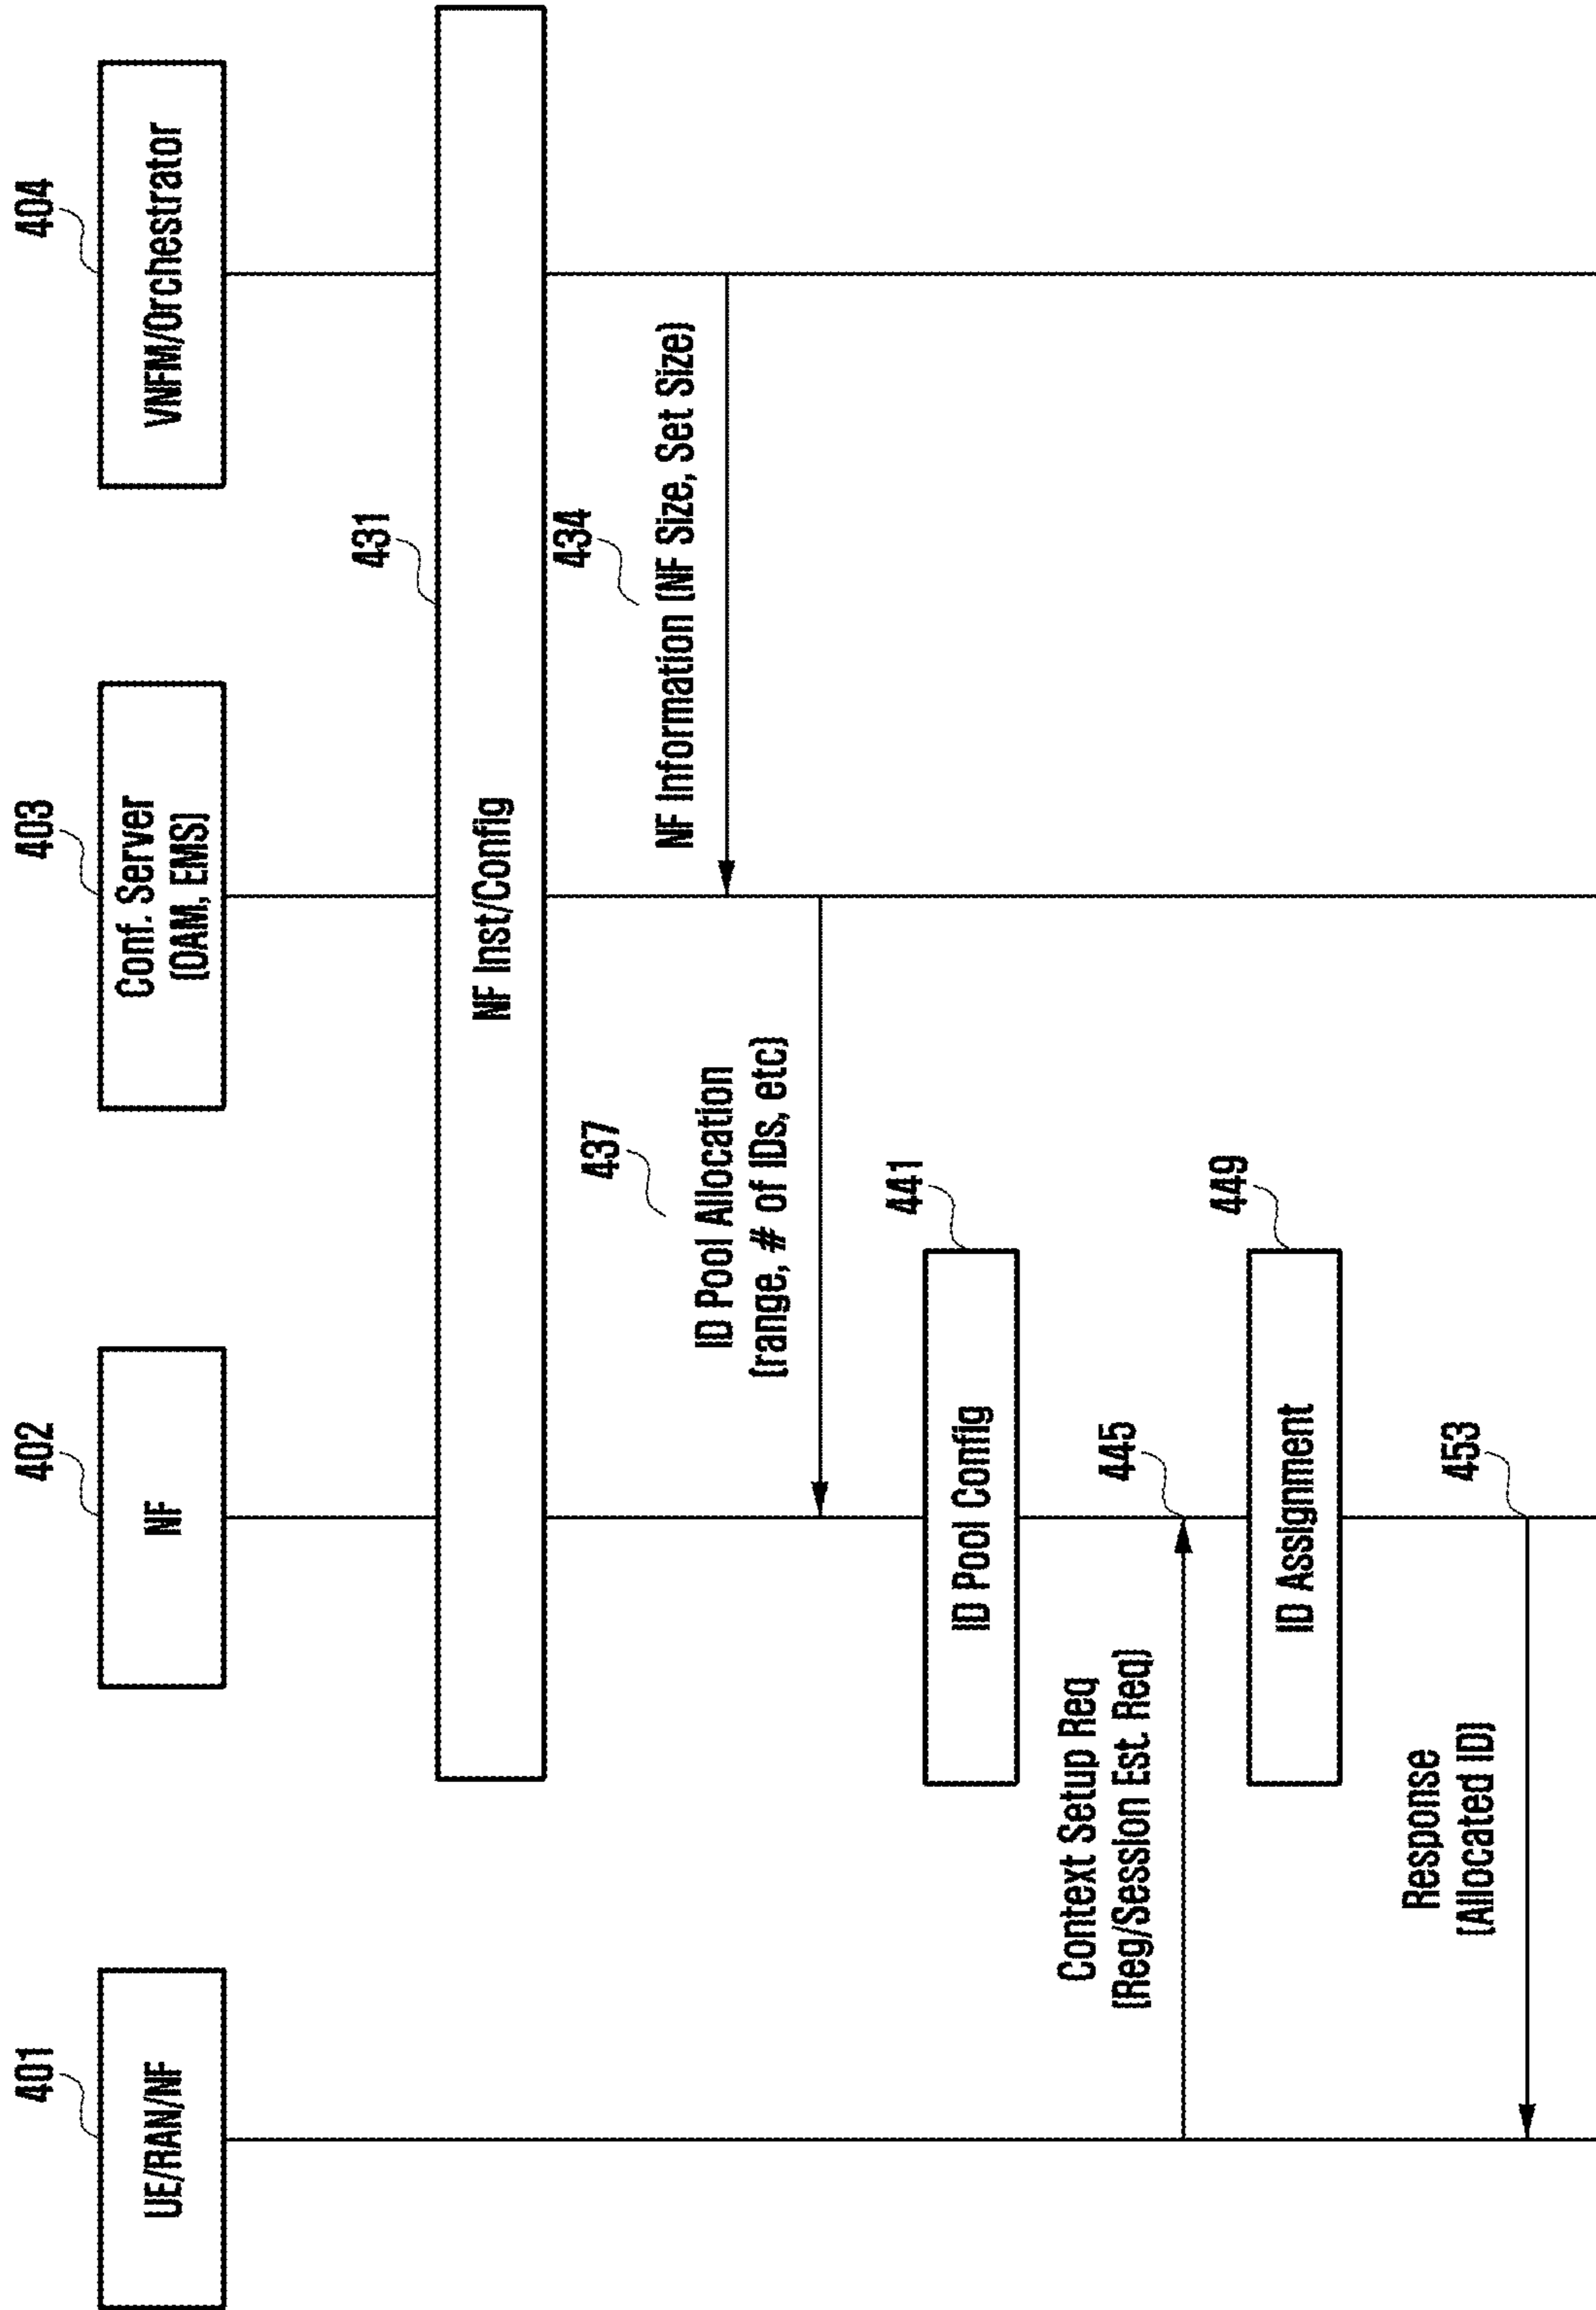 401
402
403
404
UE/RAN/NF
NF
Conf. Server
(OAM, EMS)
VNFM/Orchestrator
431
NF Inst/Config
434
NF Information (NF Size, Set Size)
437
ID Pool Allocation
(range, # of IDs, etc)
441
ID Pool Config
Context Setup Req
(Reg/Session Est. Req)
445
449
ID Assignment
Response
(Allocated ID)
453